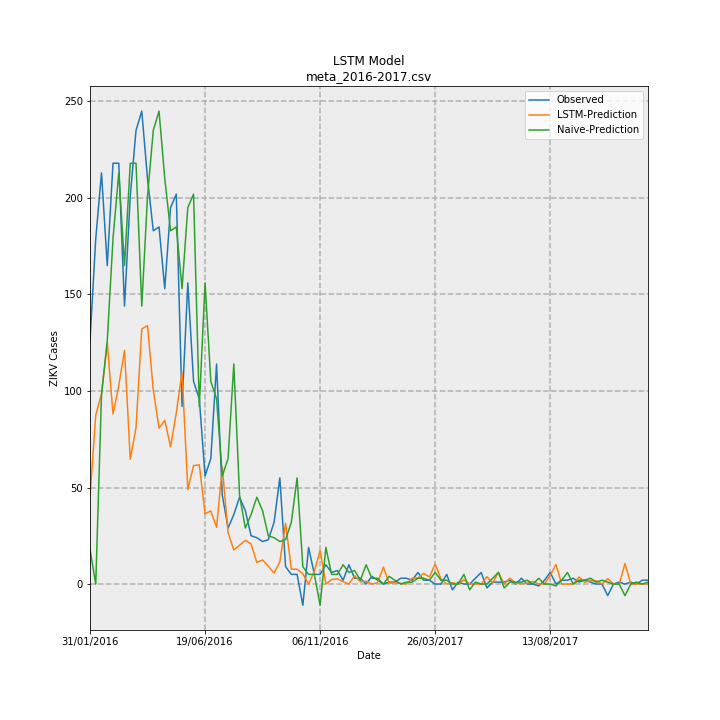 LSTM Model
meta_2016-2017.csv
Observed
LSTM-Prediction
Naive-Prediction
250
200
150
100
50
0
ZIKV Cases
31/01/2016
19/06/2016
06/11/2016
26/03/2017
13/08/2017
Date